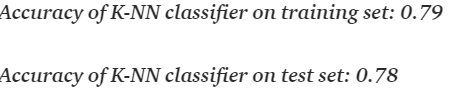 Accuracy of K-NN classifier on training set: 0.79
Accuracy of K-NN classifier on test set: 0.78